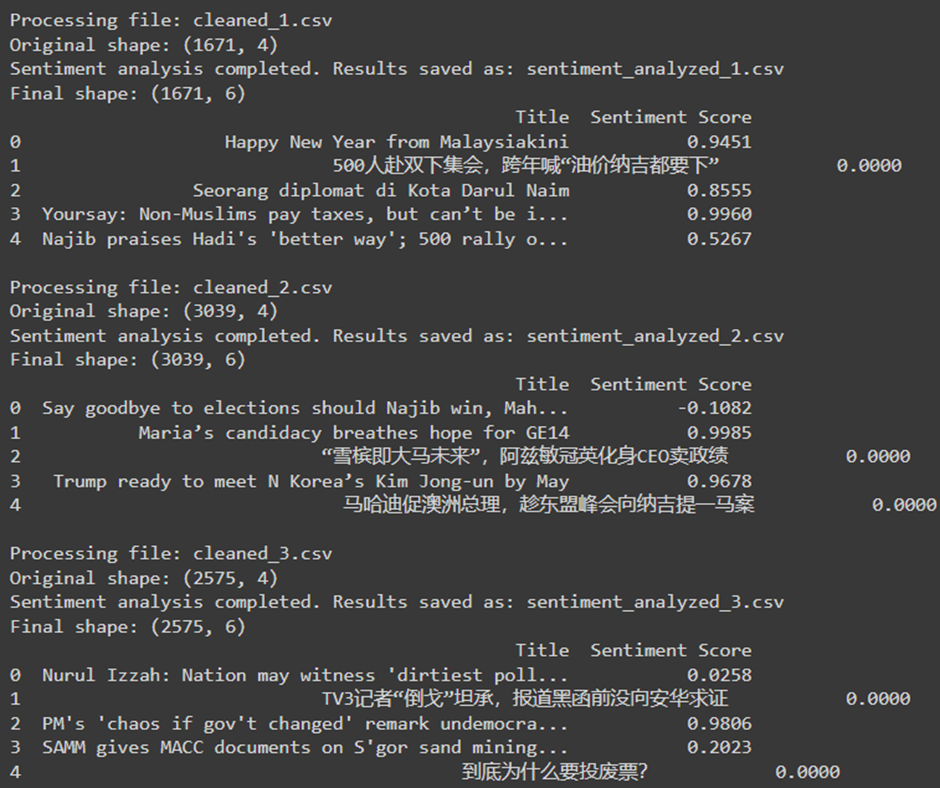 Processing file: cleaned_1.csv
Original shape: (1671, 4)
Sentiment analysis completed. Results saved as: sentiment_analyzed_1.csv
Final shape: (1671, 6)
Title Sentiment Score
0 Happy New Year from Malaysiakini 0.9451
1 500人赴双下集会，跨年喊“油价纳吉都要下” 0.0000
2 Seorang diplomat di Kota Darul Naim 0.8555
3 Yoursay: Non-Muslims pay taxes, but can’t be i... 0.9960
4 Najib praises Hadi's 'better way'; 500 rally o... 0.5267
Processing file: cleaned_2.csv
Original shape: (3039, 4)
Sentiment analysis completed. Results saved as: sentiment_analyzed_2.csv
Final shape: (3039, 6)
Title Sentiment Score
0 Say goodbye to elections should Najib win, Mah... -0.1082
1 Maria’s candidacy breathes hope for GE14 0.9985
2 “雪槟即大马未来”，阿兹敏冠英化身CEO卖政绩 0.0000
3 Trump ready to meet N Korea’s Kim Jong-un by May 0.9678
4 马哈迪促澳洲总理，趁东盟峰会向纳吉提一马案 0.0000
Processing file: cleaned_3.csv
Original shape: (2575, 4)
Sentiment analysis completed. Results saved as: sentiment_analyzed_3.csv
Final shape: (2575, 6)
Title Sentiment Score
0 Nurul Izzah: Nation may witness 'dirtiest poll... 0.0258
1 TV3记者“倒戈”坦承，报道黑函前没向安华求证 0.0000
2 PM's 'chaos if gov't changed' remark undemocra... 0.9806
3 SAMM gives MACC documents on S'gor sand mining... 0.2023
4 到底为什么要投废票？ 0.0000